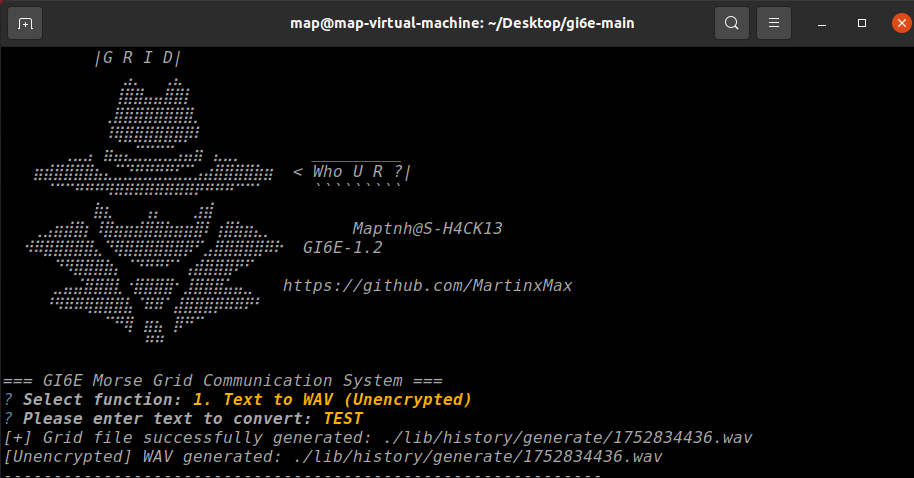 map@map-virtual-machine: ~/Desktop/gi6e-main
|G R I D|
< Who U R ?|
`````````
Maptnh@S-H4CK13
GI6E-1.2
https://github.com/MartinxMax
=== GI6E Morse Grid Communication System ===
? Select function: 1. Text to WAV (Unencrypted)
? Please enter text to convert: TEST
[+] Grid file successfully generated: ./lib/history/generate/1752834436.wav
[Unencrypted] WAV generated: ./lib/history/generate/1752834436.wav
------------------------------------------------------------